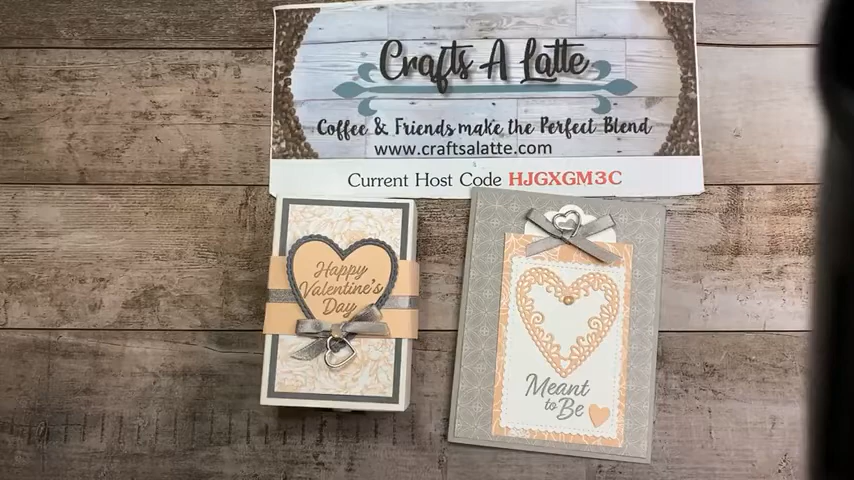 Crafts A Latte
Coffee & Friends make the Perfect Blend
www.craftsalatte.com
Current Host Code HJGXGM3C
Happy
Valentine's
Day
Meant
to Be